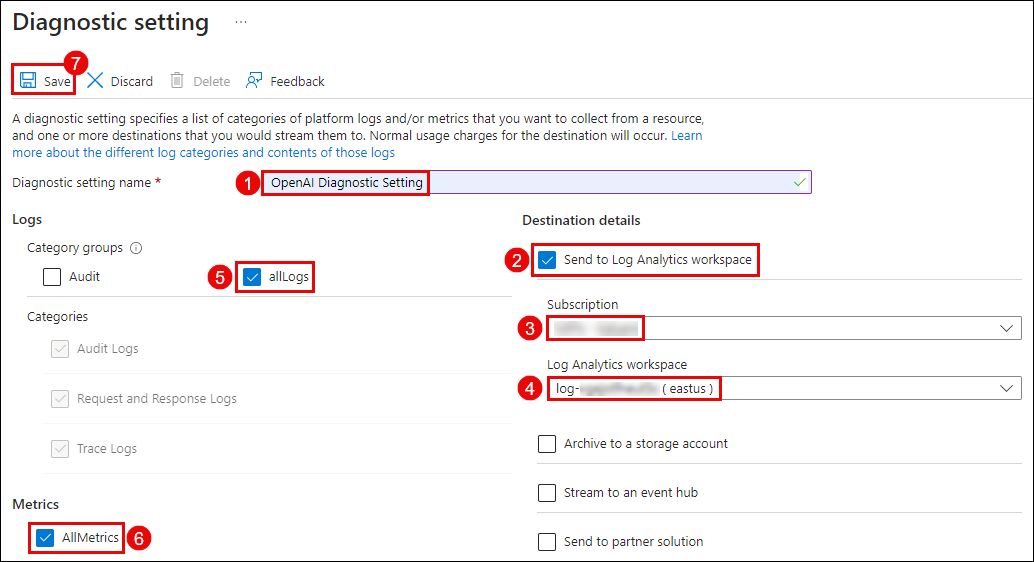 Diagnostic setting ...
7
Save Discard Delete Feedback
A diagnostic setting specifies a list of categories of platform logs and/or metrics that you want to collect from a resource,
and one or more destinations that you would stream them to. Normal usage charges for the destination will occur. Learn
more about the different log categories and contents of those logs
Diagnostic setting name * 1 OpenAI Diagnostic Setting
Logs
Category groups
Audit
5 allLogs
Categories
Audit Logs
Request and Response Logs
Trace Logs
Metrics
AllMetrics 6
Destination details
2 Send to Log Analytics workspace
Subscription
3
Log Analytics workspace
4 log- ( eastus )
Archive to a storage account
Stream to an event hub
Send to partner solution